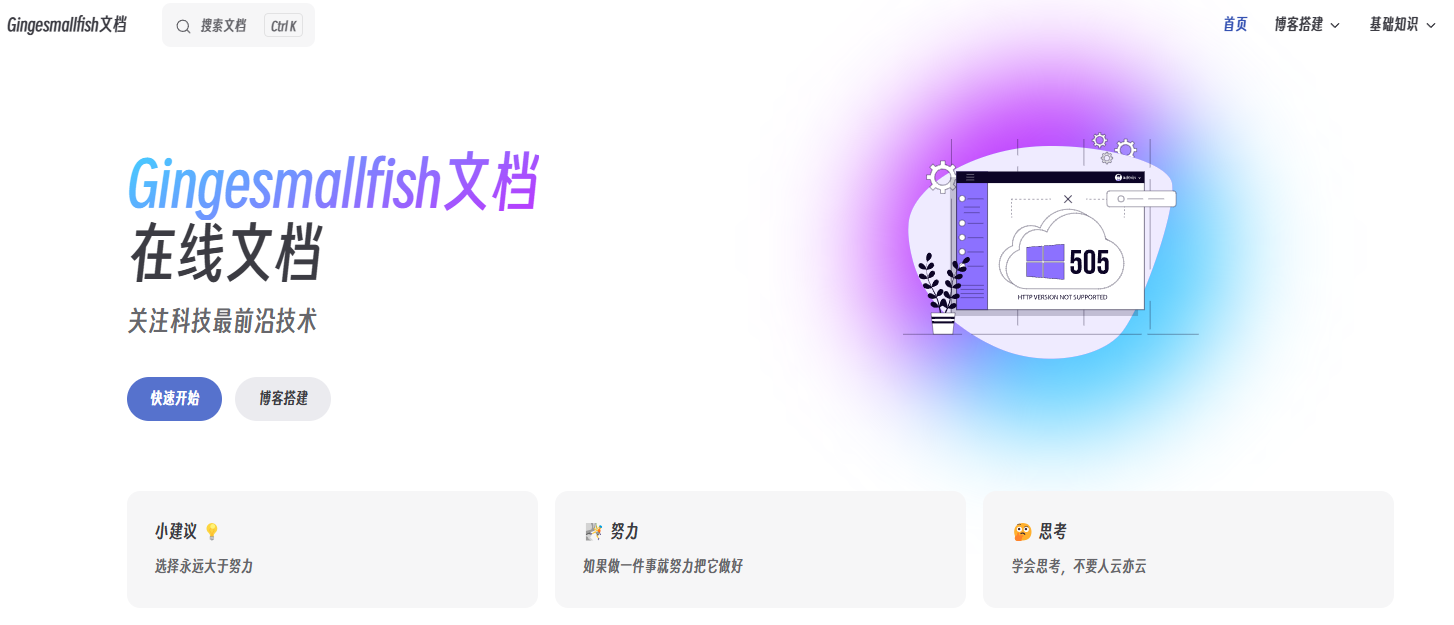 Gingesmallfish文档
搜索文档 Ctrl K
首页 博客搭建 基础知识
Gingesmallfish文档
在线文档
关注科技最前沿技术
快速开始 博客搭建
admin
505
HTTP VERSION NOT SUPPORTED
小建议
选择永远大于努力
努力
如果做一件事就努力把它做好
思考
学会思考，不要人云亦云